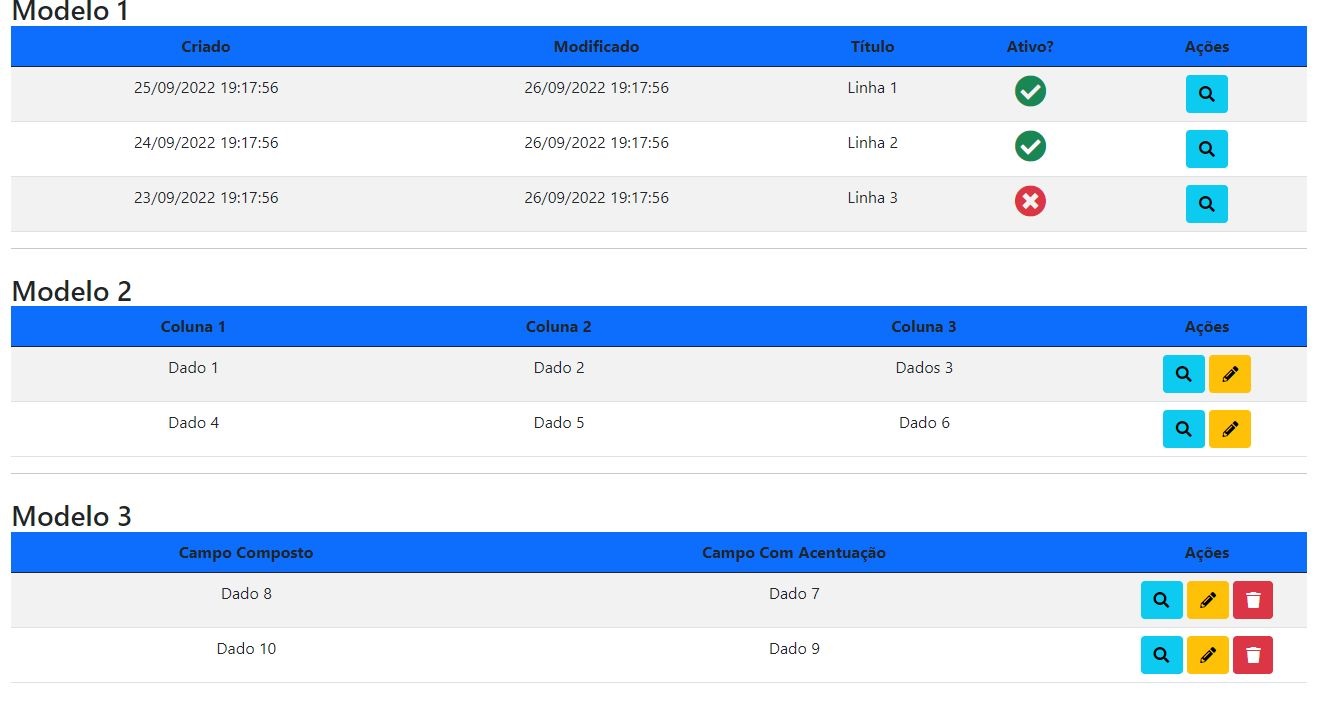 Modelo 1
Criado Modificado Título Ativo? Ações
25/09/2022 19:17:56 26/09/2022 19:17:56 Linha 1
24/09/2022 19:17:56 26/09/2022 19:17:56 Linha 2
23/09/2022 19:17:56 26/09/2022 19:17:56 Linha 3
Modelo 2
Coluna 1 Coluna 2 Coluna 3 Ações
Dado 1 Dado 2 Dados 3
Dado 4 Dado 5 Dado 6
Modelo 3
Campo Composto Campo Com Acentuação Ações
Dado 8 Dado 7
Dado 10 Dado 9